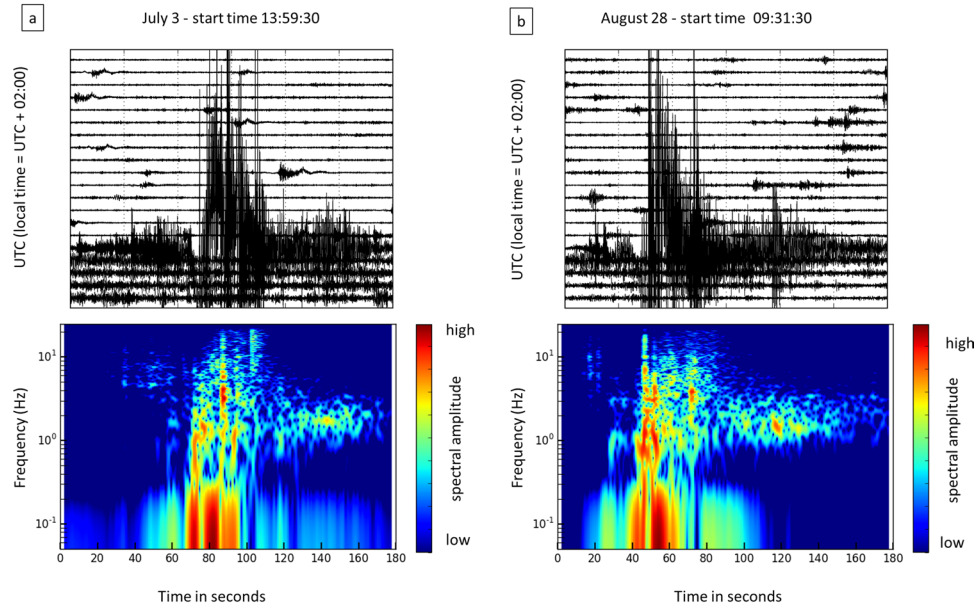 a July 3 - start time 13:59:30
UTC (local time = UTC + 02:00)
high
spectral amplitude
low
Frequency (Hz)
10¹
10⁰
10⁻¹
0 20 40 60 80 100 120 140 160 180
Time in seconds
b August 28 - start time 09:31:30
UTC (local time = UTC + 02:00)
high
spectral amplitude
low
Frequency (Hz)
10¹
10⁰
10⁻¹
0 20 40 60 80 100 120 140 160 180
Time in seconds